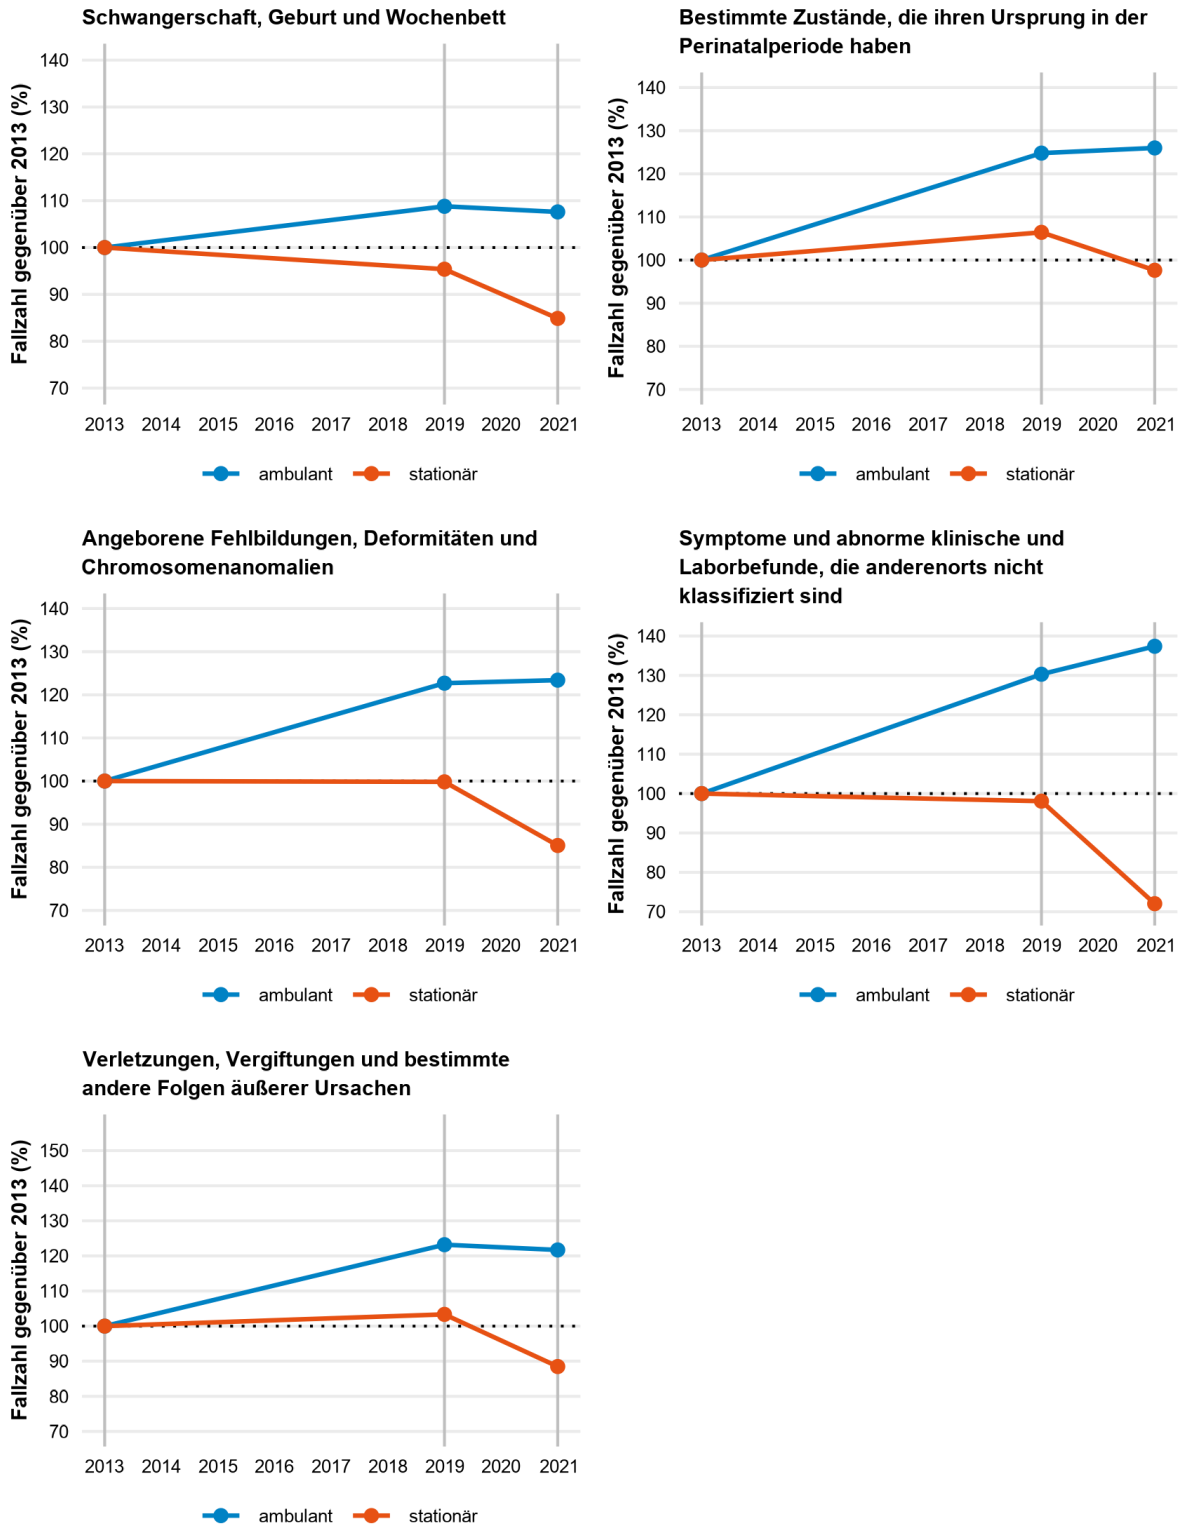 Schwangerschaft, Geburt und Wochenbett
Fallzahl gegenüber 2013 (%)
140
130
120
110
100
90
80
70
2013 2014 2015 2016 2017 2018 2019 2020 2021
ambulant stationär
Bestimmte Zustände, die ihren Ursprung in der
Perinatalperiode haben
Fallzahl gegenüber 2013 (%)
140
130
120
110
100
90
80
70
2013 2014 2015 2016 2017 2018 2019 2020 2021
ambulant stationär
Angeborene Fehlbildungen, Deformitäten und
Chromosomenanomalien
Fallzahl gegenüber 2013 (%)
140
130
120
110
100
90
80
70
2013 2014 2015 2016 2017 2018 2019 2020 2021
ambulant stationär
Symptome und abnorme klinische und
Laborbefunde, die anderenorts nicht
klassifiziert sind
Fallzahl gegenüber 2013 (%)
140
130
120
110
100
90
80
70
2013 2014 2015 2016 2017 2018 2019 2020 2021
ambulant stationär
Verletzungen, Vergiftungen und bestimmte
andere Folgen äußerer Ursachen
Fallzahl gegenüber 2013 (%)
150
140
130
120
110
100
90
80
70
2013 2014 2015 2016 2017 2018 2019 2020 2021
ambulant stationär